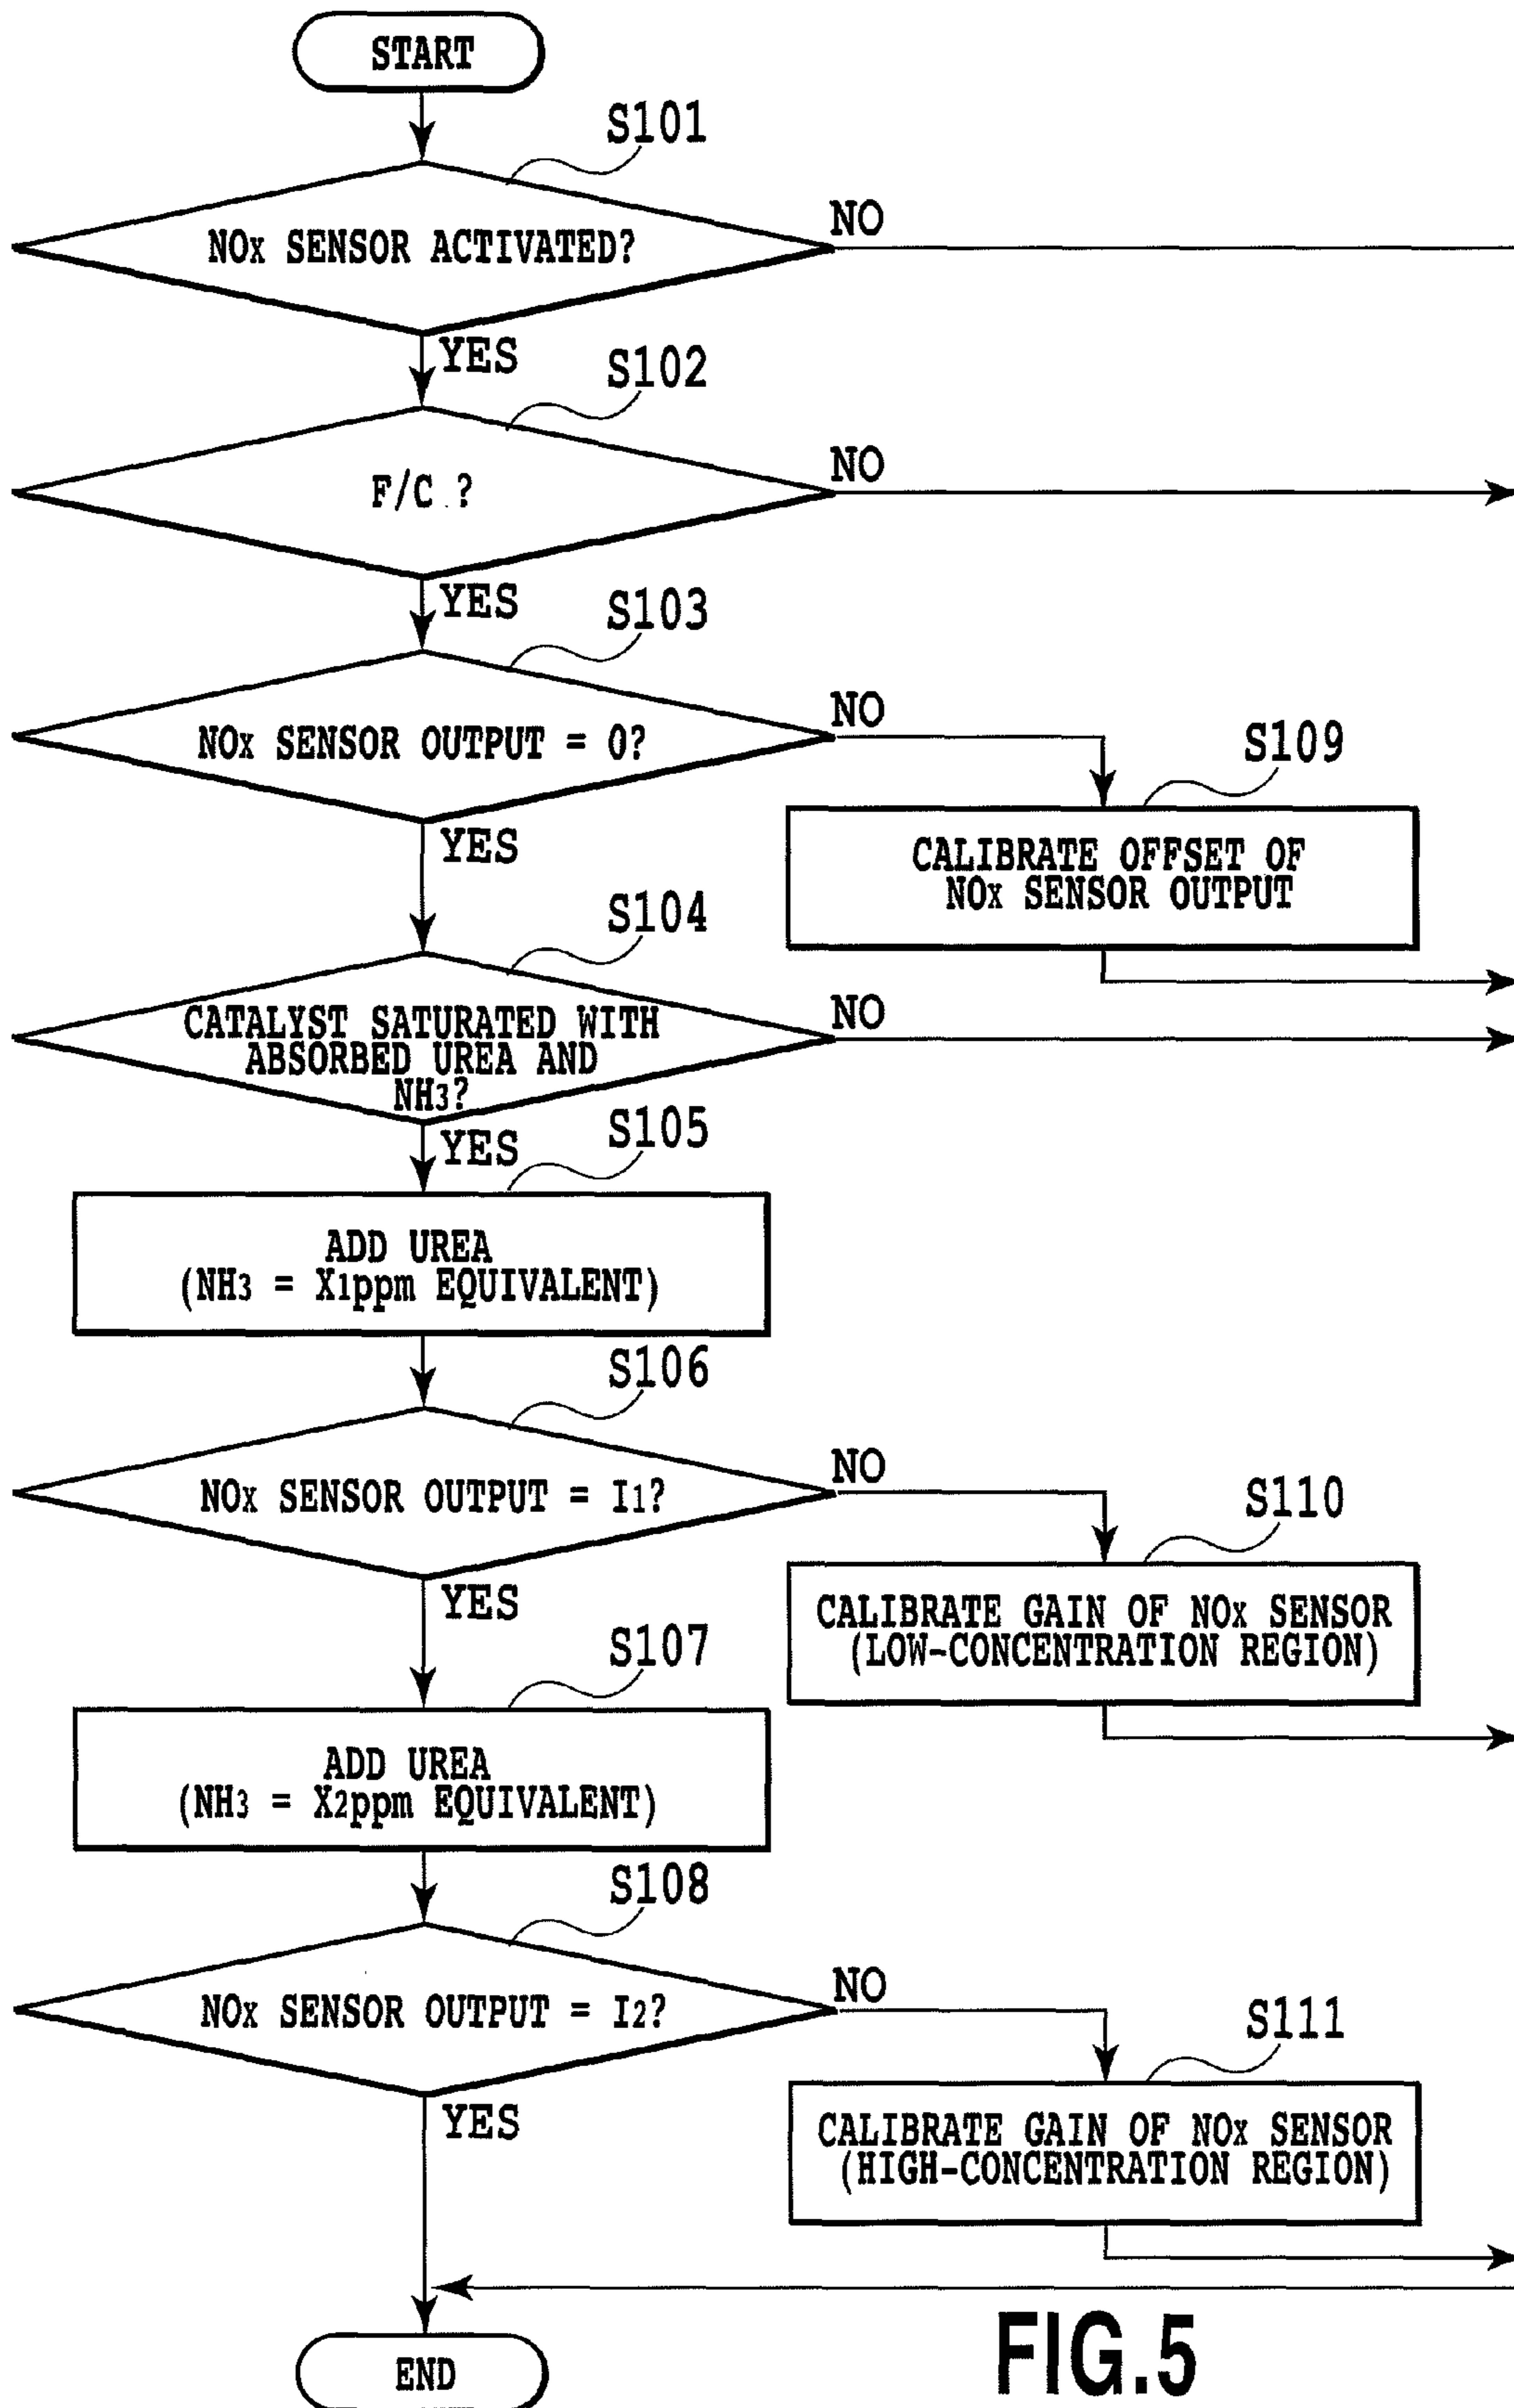 START
S101
NOx SENSOR ACTIVATED?
NO
YES
S102
F/C ?
NO
YES
S103
NOx SENSOR OUTPUT = 0?
NO
S109
CALIBRATE OFFSET OF
NOx SENSOR OUTPUT
YES
S104
CATALYST SATURATED WITH
ABSORBED UREA AND
NH3?
NO
YES
S105
ADD UREA
(NH3 = X1ppm EQUIVALENT)
S106
NOx SENSOR OUTPUT = I1?
NO
S110
CALIBRATE GAIN OF NOx SENSOR
(LOW-CONCENTRATION REGION)
YES
S107
ADD UREA
(NH3 = X2ppm EQUIVALENT)
S108
NOx SENSOR OUTPUT = I2?
NO
S111
CALIBRATE GAIN OF NOx SENSOR
(HIGH-CONCENTRATION REGION)
YES
END
FIG.5